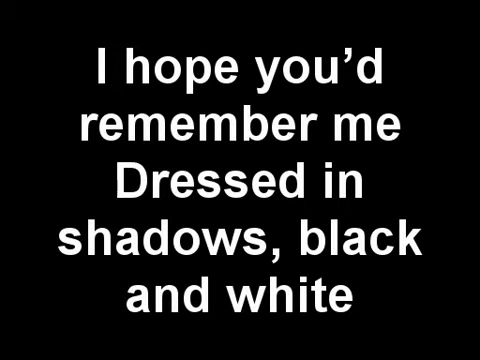 I hope you’d
remember me
Dressed in
shadows, black
and white